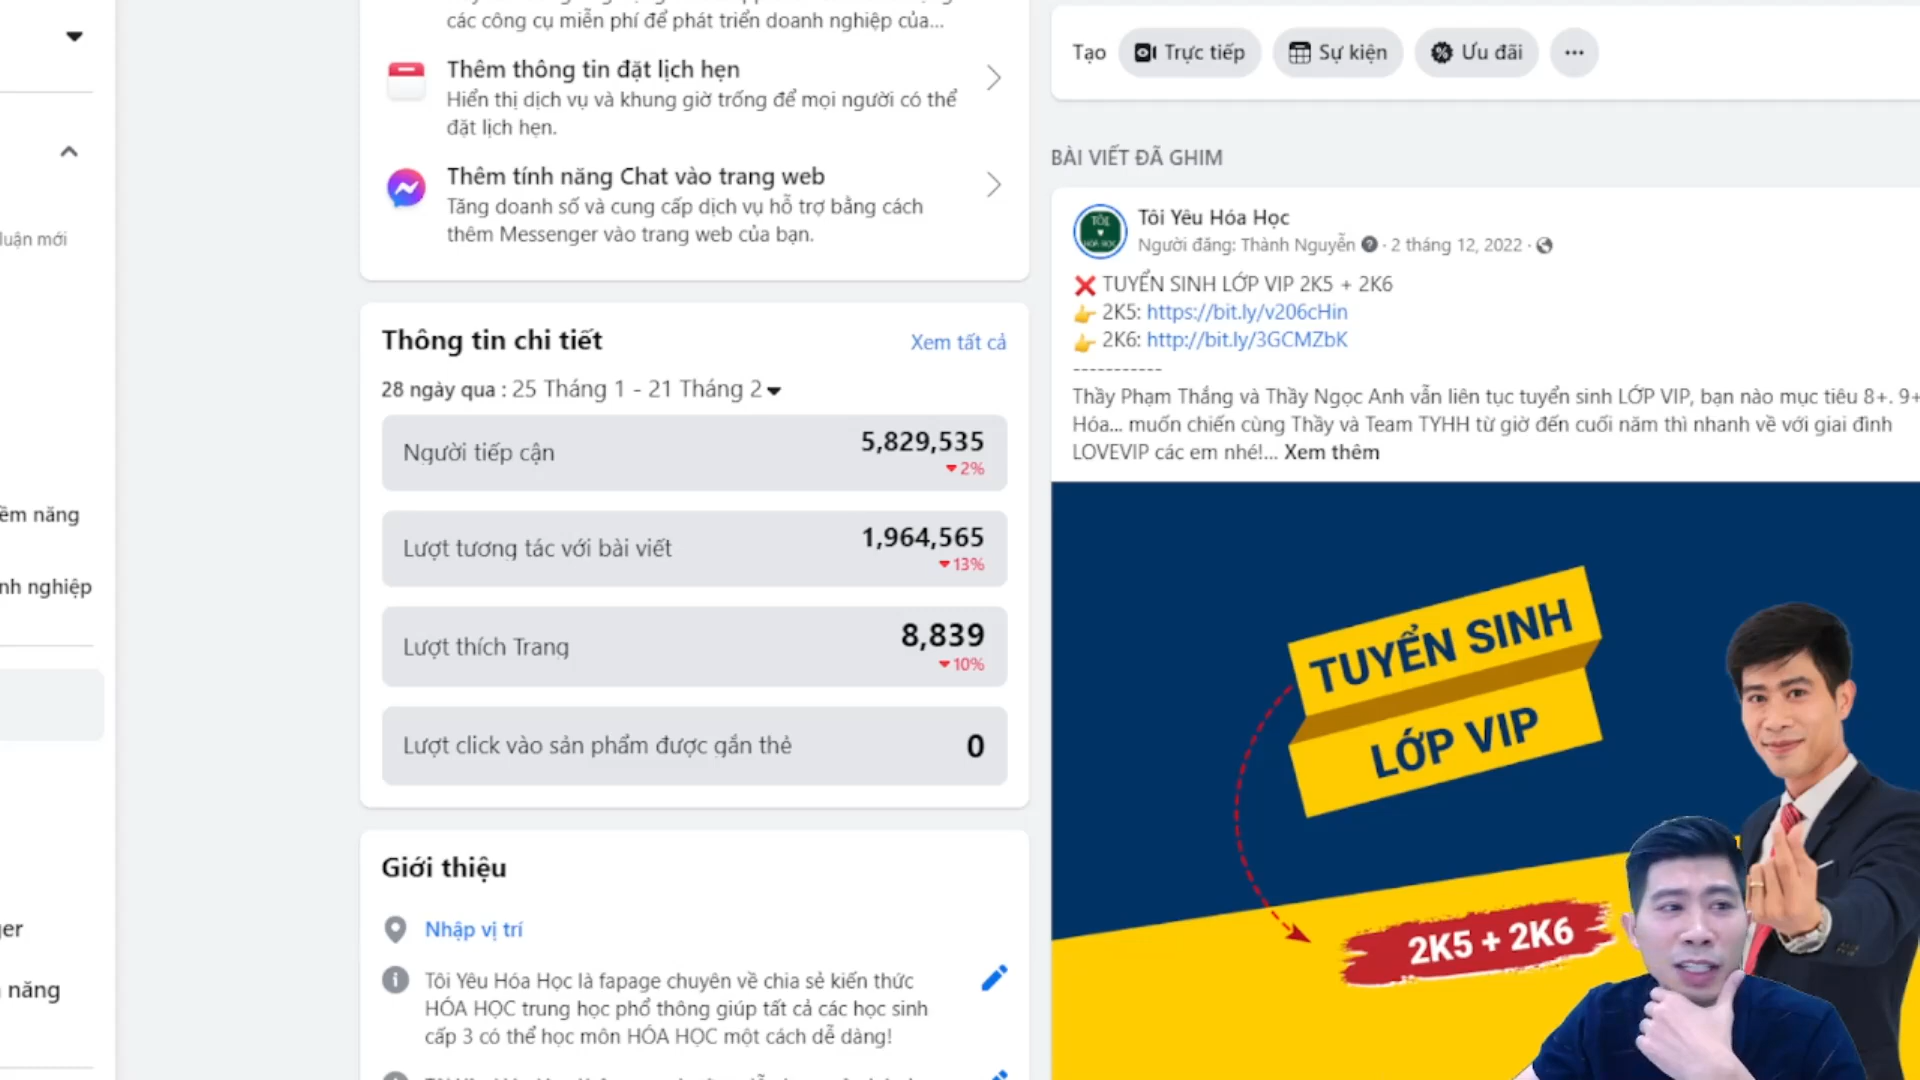 các công cụ miễn phí để phát triển doanh nghiệp của...
Thêm thông tin đặt lịch hẹn
Hiển thị dịch vụ và khung giờ trống để mọi người có thể
đặt lịch hẹn.
Thêm tính năng Chat vào trang web
Tăng doanh số và cung cấp dịch vụ hỗ trợ bằng cách
thêm Messenger vào trang web của bạn.
luận mới
ềm năng
nh nghiệp
ger
năng
Thông tin chi tiết
Xem tất cả
28 ngày qua : 25 Tháng 1 - 21 Tháng 2
Người tiếp cận
5,829,535
2%
Lượt tương tác với bài viết
1,964,565
13%
Lượt thích Trang
8,839
10%
Lượt click vào sản phẩm được gắn thẻ
0
Giới thiệu
Nhập vị trí
Tôi Yêu Hóa Học là fapage chuyên về chia sẻ kiến thức
HÓA HỌC trung học phổ thông giúp tất cả các học sinh
cấp 3 có thể học môn HÓA HỌC một cách dễ dàng!
Tạo
Trực tiếp
Sự kiện
Ưu đãi
BÀI VIẾT ĐÃ GHIM
TÔI
HÓA HỌC
Tôi Yêu Hóa Học
Người đăng: Thành Nguyễn · 2 tháng 12, 2022 ·
❌ TUYỂN SINH LỚP VIP 2K5 + 2K6
👉 2K5: https://bit.ly/v206cHin
👉 2K6: http://bit.ly/3GCMZbK
-----------
Thầy Phạm Thắng và Thầy Ngọc Anh vẫn liên tục tuyển sinh LỚP VIP, bạn nào mục tiêu 8+. 9+
Hóa... muốn chiến cùng Thầy và Team TYHH từ giờ đến cuối năm thì nhanh về với giai đình
LOVEVIP các em nhé!... Xem thêm
TUYỂN SINH
LỚP VIP
2K5 + 2K6